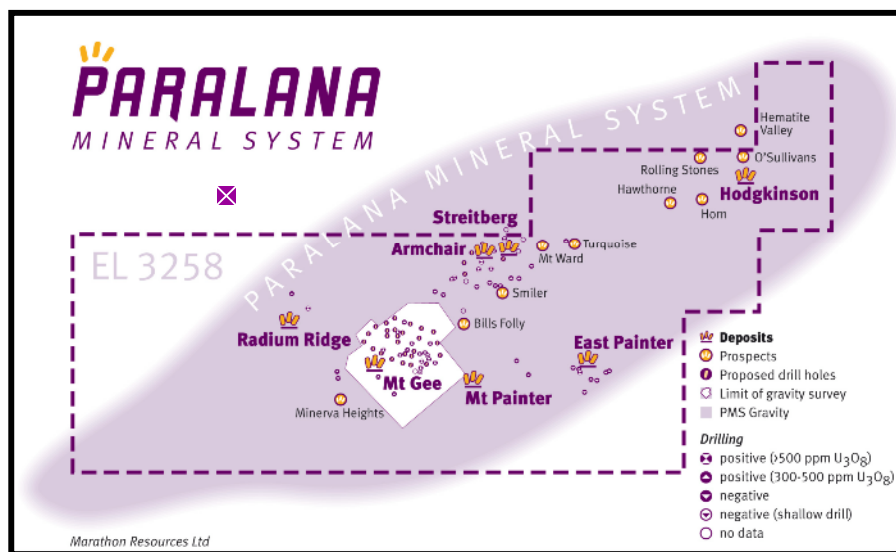 PARALANA
MINERAL SYSTEM
PARALANA MINERAL SYSTEM
EL 3258
Hematite
Valley
O'Sullivans
Rolling Stones
Hodgkinson
Hawthorne
Hom
Streitberg
Armchair
Turquoise
Mt Ward
Smiler
Radium Ridge
Bills Folly
East Painter
Mt Gee
Mt Painter
Minerva Heights
Deposits
Prospects
Proposed drill holes
Limit of gravity survey
PMS Gravity
Drilling
positive (>500 ppm U3O8)
positive (300-500 ppm U3O8)
negative
negative (shallow drill)
no data
Marathon Resources Ltd